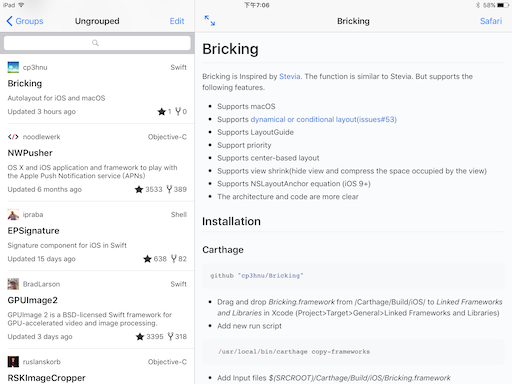 iPad 下午7:06 58%
Groups Ungrouped Edit
cp3hnu Swift
Bricking
Autolayout for iOS and macOS
Updated 3 hours ago 1 0
noodlewerk Objective-C
NWPusher
OS X and iOS application and framework to play with
the Apple Push Notification service (APNs)
Updated 6 months ago 3533 389
ipraba Shell
EPSignature
Signature component for iOS in Swift
Updated 15 days ago 638 82
BradLarson Swift
GPUImage2
GPUImage 2 is a BSD-licensed Swift framework for
GPU-accelerated video and image processing.
Updated 3 days ago 3395 318
ruslanskorb Objective-C
RSKImageCropper
Bricking Safari
Bricking
Bricking is Inspired by Stevia. The function is similar to Stevia. But supports the
following features.
• Supports macOS
• Supports dynamical or conditional layout(issues#53)
• Supports LayoutGuide
• Support priority
• Supports center-based layout
• Supports view shrink(hide view and compress the space occupied by the view)
• Supports NSLayoutAnchor equation (iOS 9+)
• The architecture and code are more clear
Installation
Carthage
github "cp3hnu/Bricking"
• Drag and drop Bricking.framework from /Carthage/Build/iOS/ to Linked Frameworks
and Libraries in Xcode (Project>Target>General>Linked Frameworks and Libraries)
• Add new run script
/usr/local/bin/carthage copy-frameworks
• Add Input files $(SRCROOT)/Carthage/Build/iOS/Bricking.framework